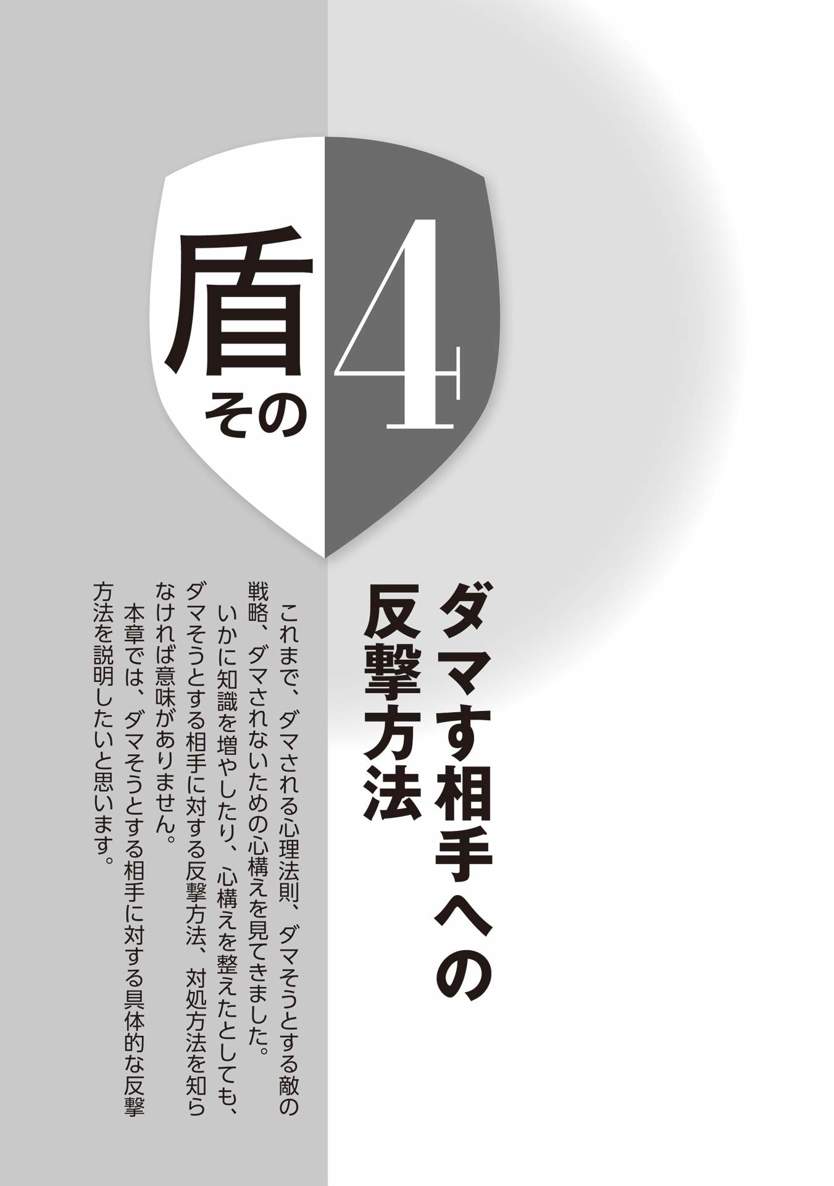 盾
その
4
ダマす相手への
反撃方法
これまで、ダマされる心理法則、ダマそうとする敵の
戦略、ダマされないための心構えを見てきました。
いかに知識を増やしたり、心構えを整えたとしても、
ダマそうとする相手に対する反撃方法、対処方法を知ら
なければ意味がありません。
本章では、ダマそうとする相手に対する具体的な反撃
方法を説明したいと思います。